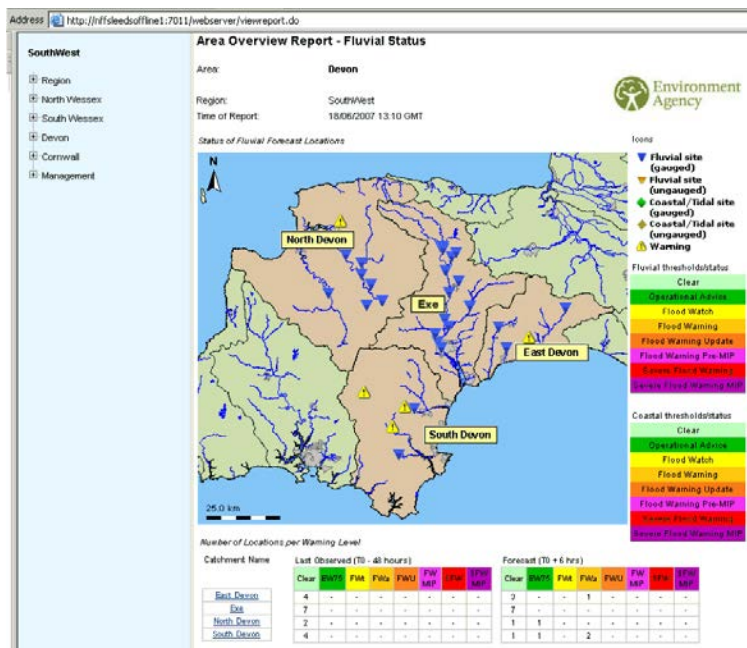 Address http://nffsleedsoffline1:7011/webserver/viewreport.do
SouthWest
Region
North Wessex
South Wessex
Devon
Cornwall
Management
Area Overview Report - Fluvial Status
Area: Devon
Region: SouthWest
Time of Report: 18/06/2007 13:10 GMT
Environment
Agency
Status of Fluvial Forecast Locations
N
North Devon
Exe
East Devon
South Devon
25.0 km
Icons
Fluvial site
(gauged)
Fluvial site
(ungauged)
Coastal/Tidal site
(gauged)
Coastal/Tidal site
(ungauged)
Warning
Fluvial thresholds/status
Clear
Operational Advice
Flood Watch
Flood Warning
Flood Warning Update
Flood Warning Pre-MIP
Severe Flood Warning
Severe Flood Warning MIP
Coastal thresholds/status
Clear
Operational Advice
Flood Watch
Flood Warning
Flood Warning Update
Flood Warning Pre-MIP
Severe Flood Warning
Severe Flood Warning MIP
Number of Locations per Warning Level
Catchment Name Last Observed (T0 - 48 hours) Forecast (T0 + 6 hrs)
Clear FWt FWa FWU FW MIP SFW SFW MIP Clear FWt FWa FWU FW MIP SFW SFW MIP
East Devon 4 - - - - - - - - - 1 - - - -
Exe 7 - - - - - - - 7 - - - - - - -
North Devon 2 - - - - - - - 1 1 - - - - - -
South Devon 4 - - - - - - - 1 1 - 2 - - - -